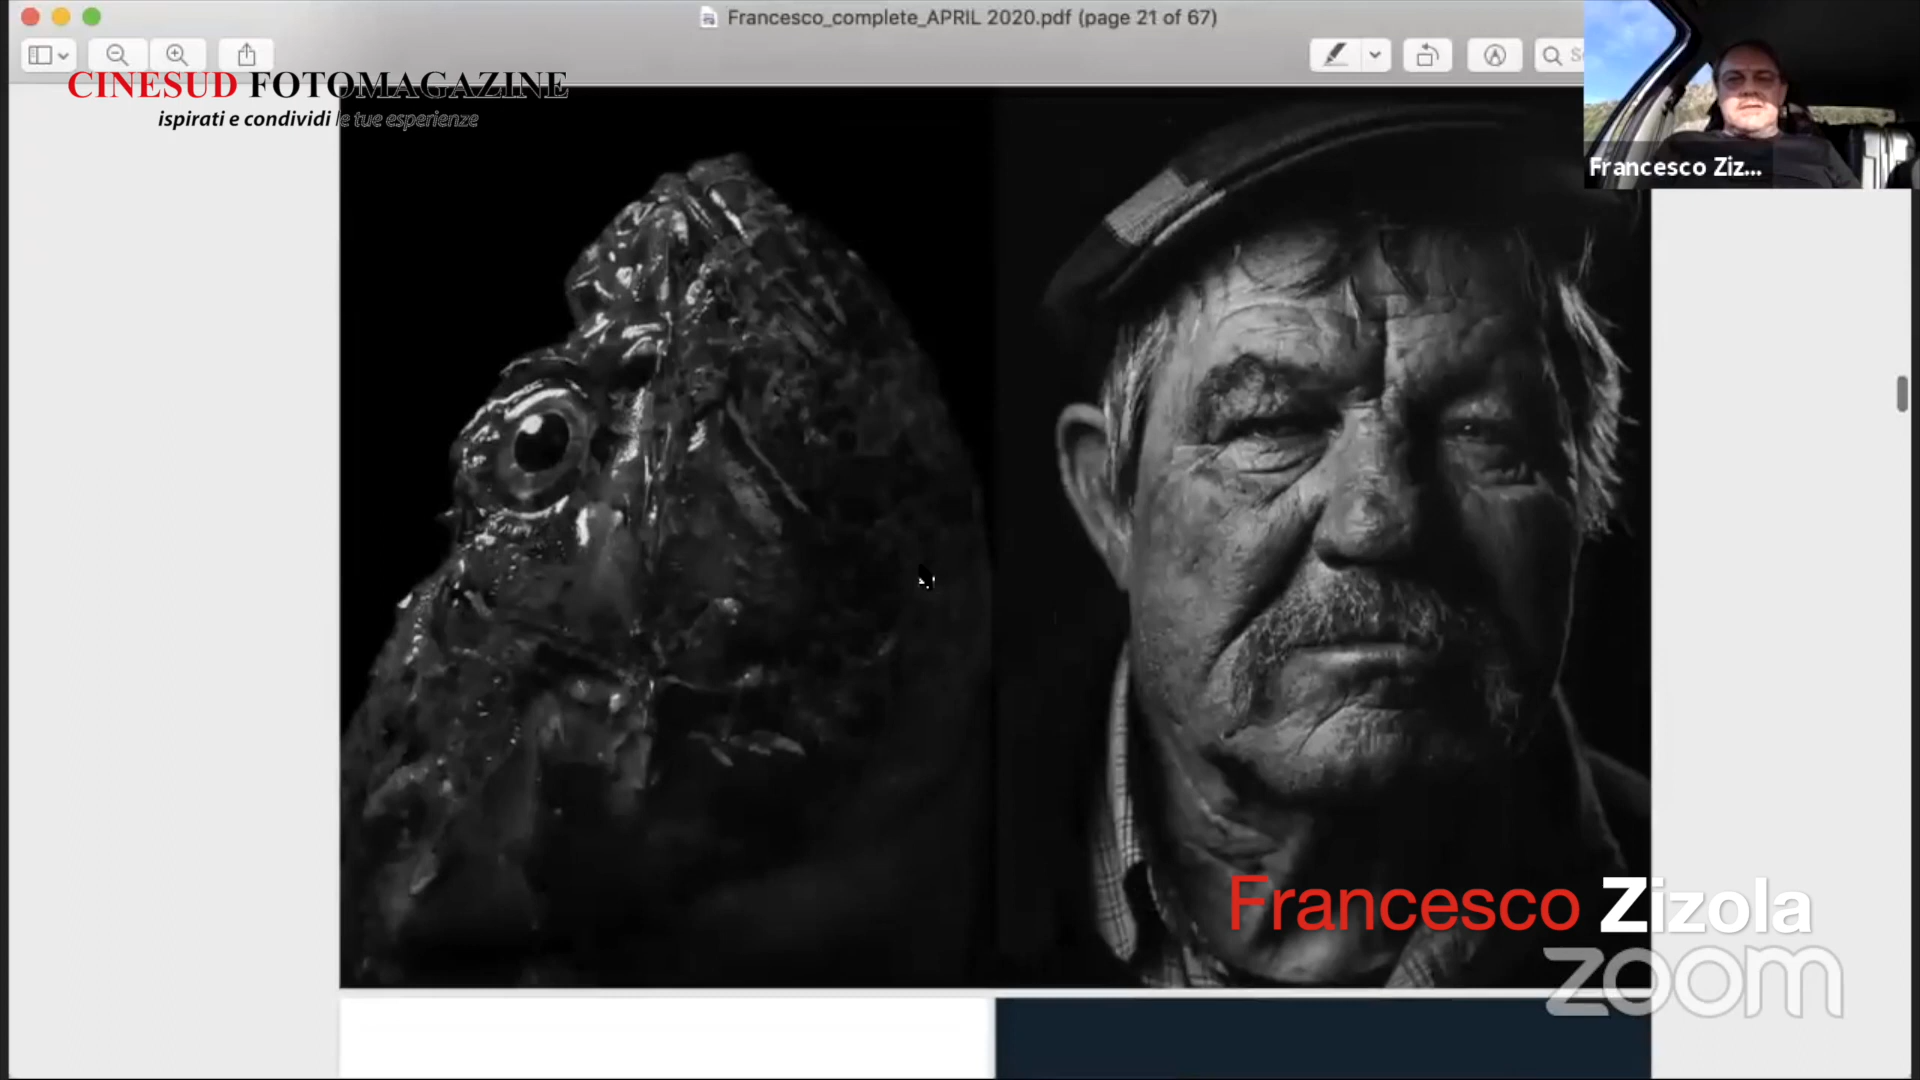 Francesco_complete_APRIL 2020.pdf (page 21 of 67)
CINESUD FOTOMAGAZINE
ispirati e condividi le tue esperienze
Francesco Ziz...
Francesco Zizola
zoom